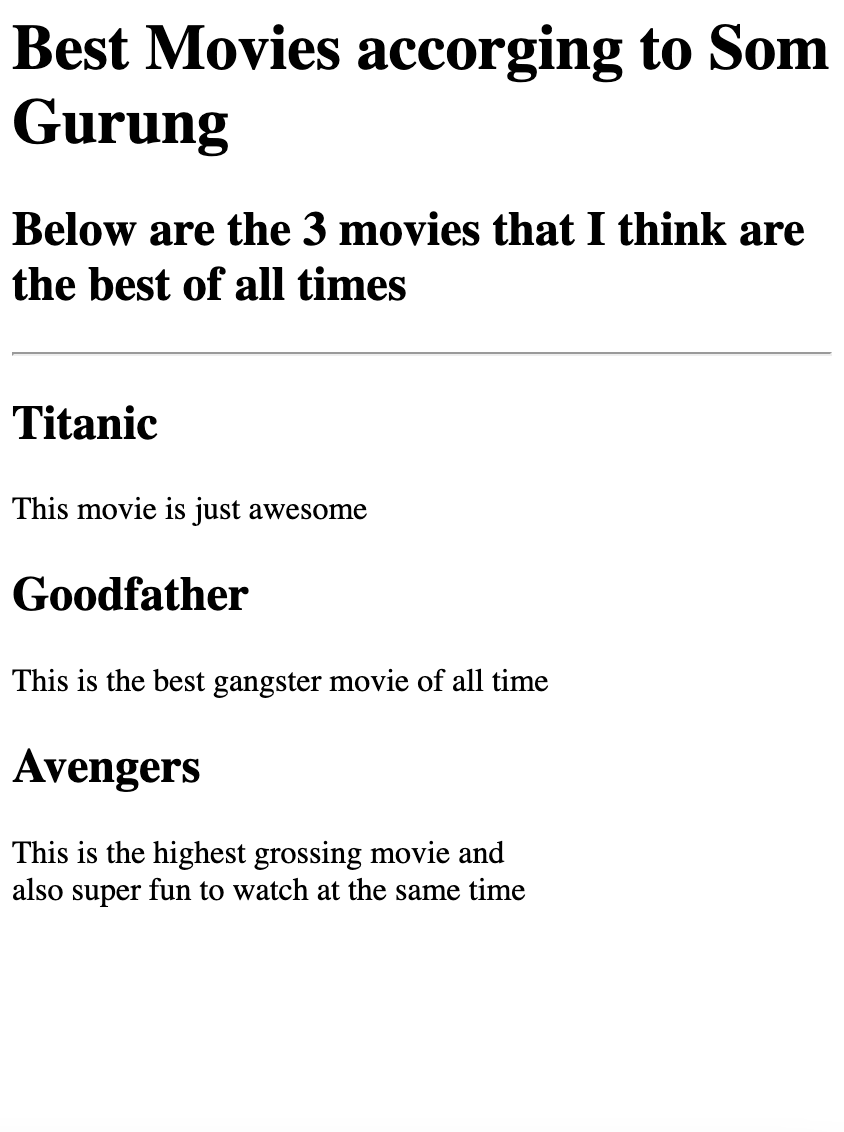 Best Movies accorging to Som
Gurung
Below are the 3 movies that I think are
the best of all times
Titanic
This movie is just awesome
Goodfather
This is the best gangster movie of all time
Avengers
This is the highest grossing movie and
also super fun to watch at the same time